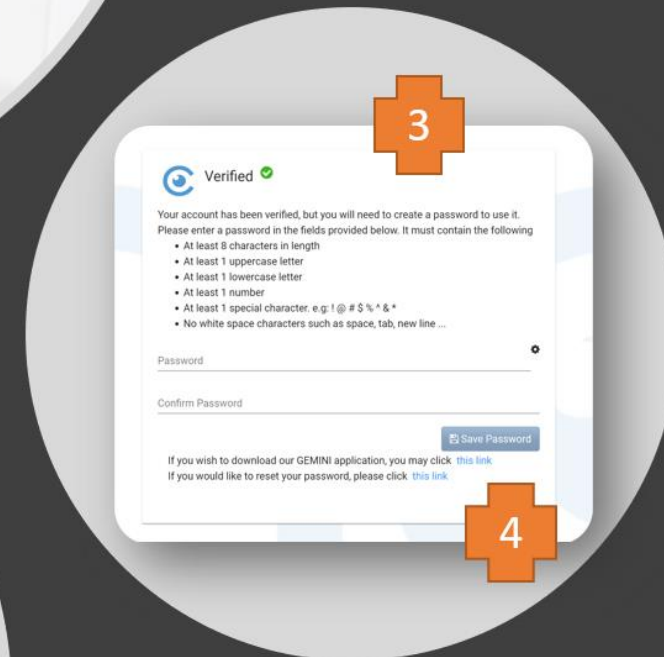 3
Verified
Your account has been verified, but you will need to create a password to use it.
Please enter a password in the fields provided below. It must contain the following
• At least 8 characters in length
• At least 1 uppercase letter
• At least 1 lowercase letter
• At least 1 number
• At least 1 special character. e.g: ! @ # $ % ^ & *
• No white space characters such as space, tab, new line ...
Password
Confirm Password
Save Password
If you wish to download our GEMINI application, you may click this link
If you would like to reset your password, please click this link
4